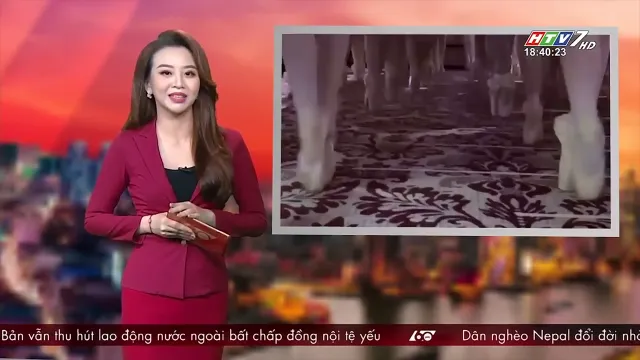 HTV7 HD
18:40:23
Bản vẫn thu hút lao động nước ngoài bất chấp đồng nội tệ yếu
60
Dân nghèo Nepal đổi đời nhờ